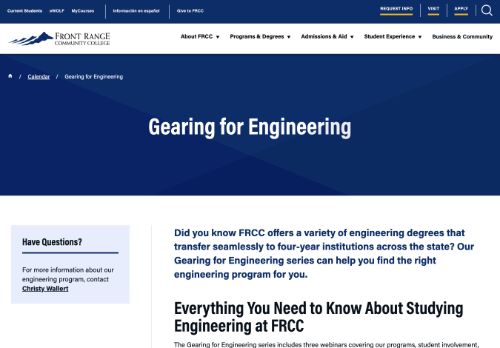 Current Students eWOLF MyCourses Información en español Give to FRCC REQUEST INFO VISIT APPLY
FRONT RANGE
COMMUNITY COLLEGE
About FRCC Programs & Degrees Admissions & Aid Student Experience Business & Community
/ Calendar / Gearing for Engineering
Gearing for Engineering
Have Questions?
For more information about our
engineering program, contact
Christy Wallert
Did you know FRCC offers a variety of engineering degrees that
transfer seamlessly to four-year institutions across the state? Our
Gearing for Engineering series can help you find the right
engineering program for you.
Everything You Need to Know About Studying
Engineering at FRCC
The Gearing for Engineering series includes three webinars covering our programs, student involvement,